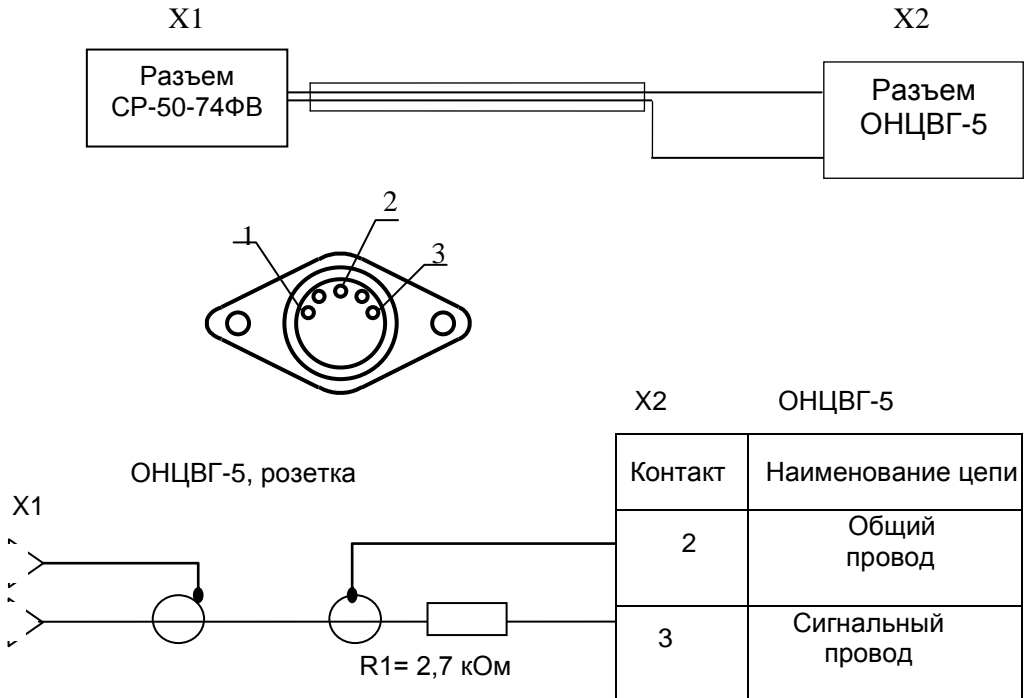 X1
X2
Разъем
СР-50-74ФВ
Разъем
ОНЦВГ-5
2
1
3
X2
ОНЦВГ-5
ОНЦВГ-5, розетка
Контакт
Наименование цепи
X1
2
Общий
провод
3
Сигнальный
провод
R1= 2,7 кОм